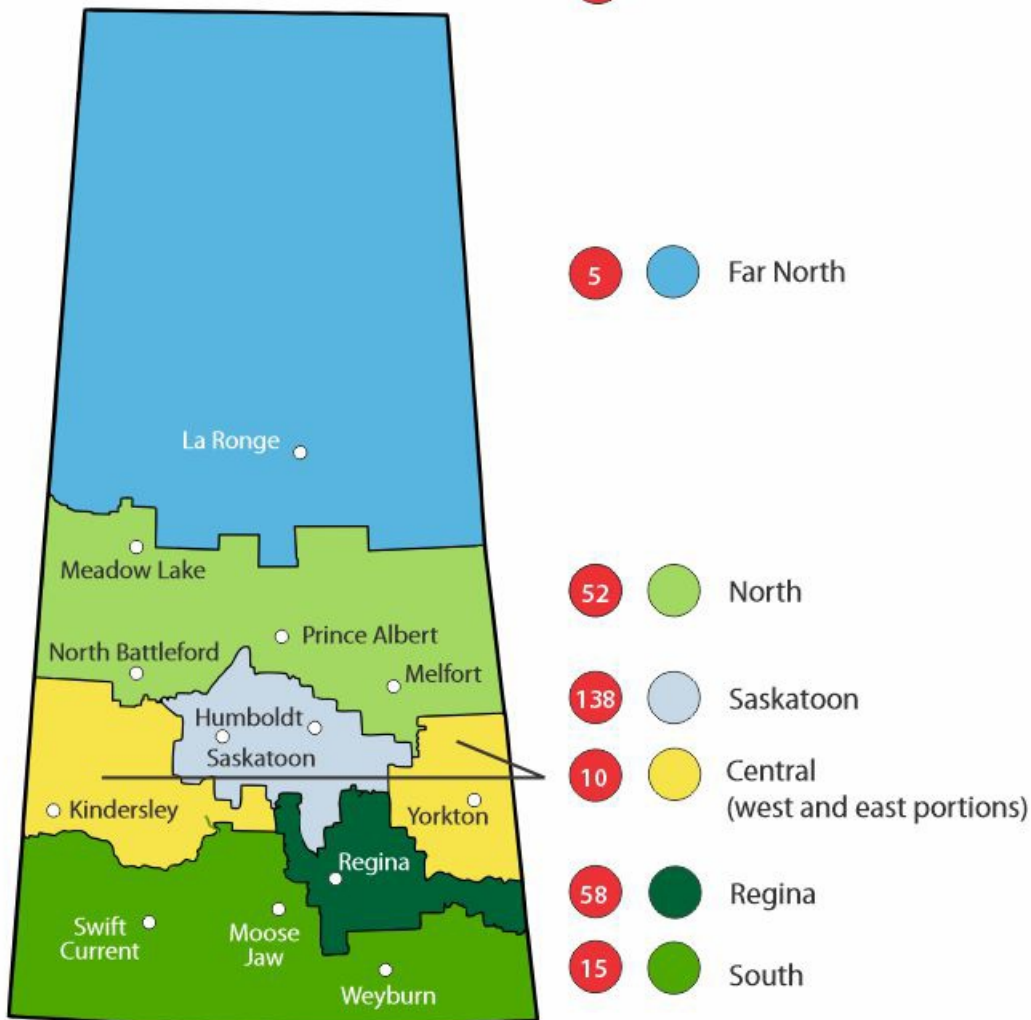 5 Far North
La Ronge
Meadow Lake
52 North
Prince Albert
North Battleford
Melfort
138 Saskatoon
Humboldt
Saskatoon
10 Central
(west and east portions)
Kindersley
Yorkton
Regina
58 Regina
Swift
Current
Moose
Jaw
15 South
Weyburn